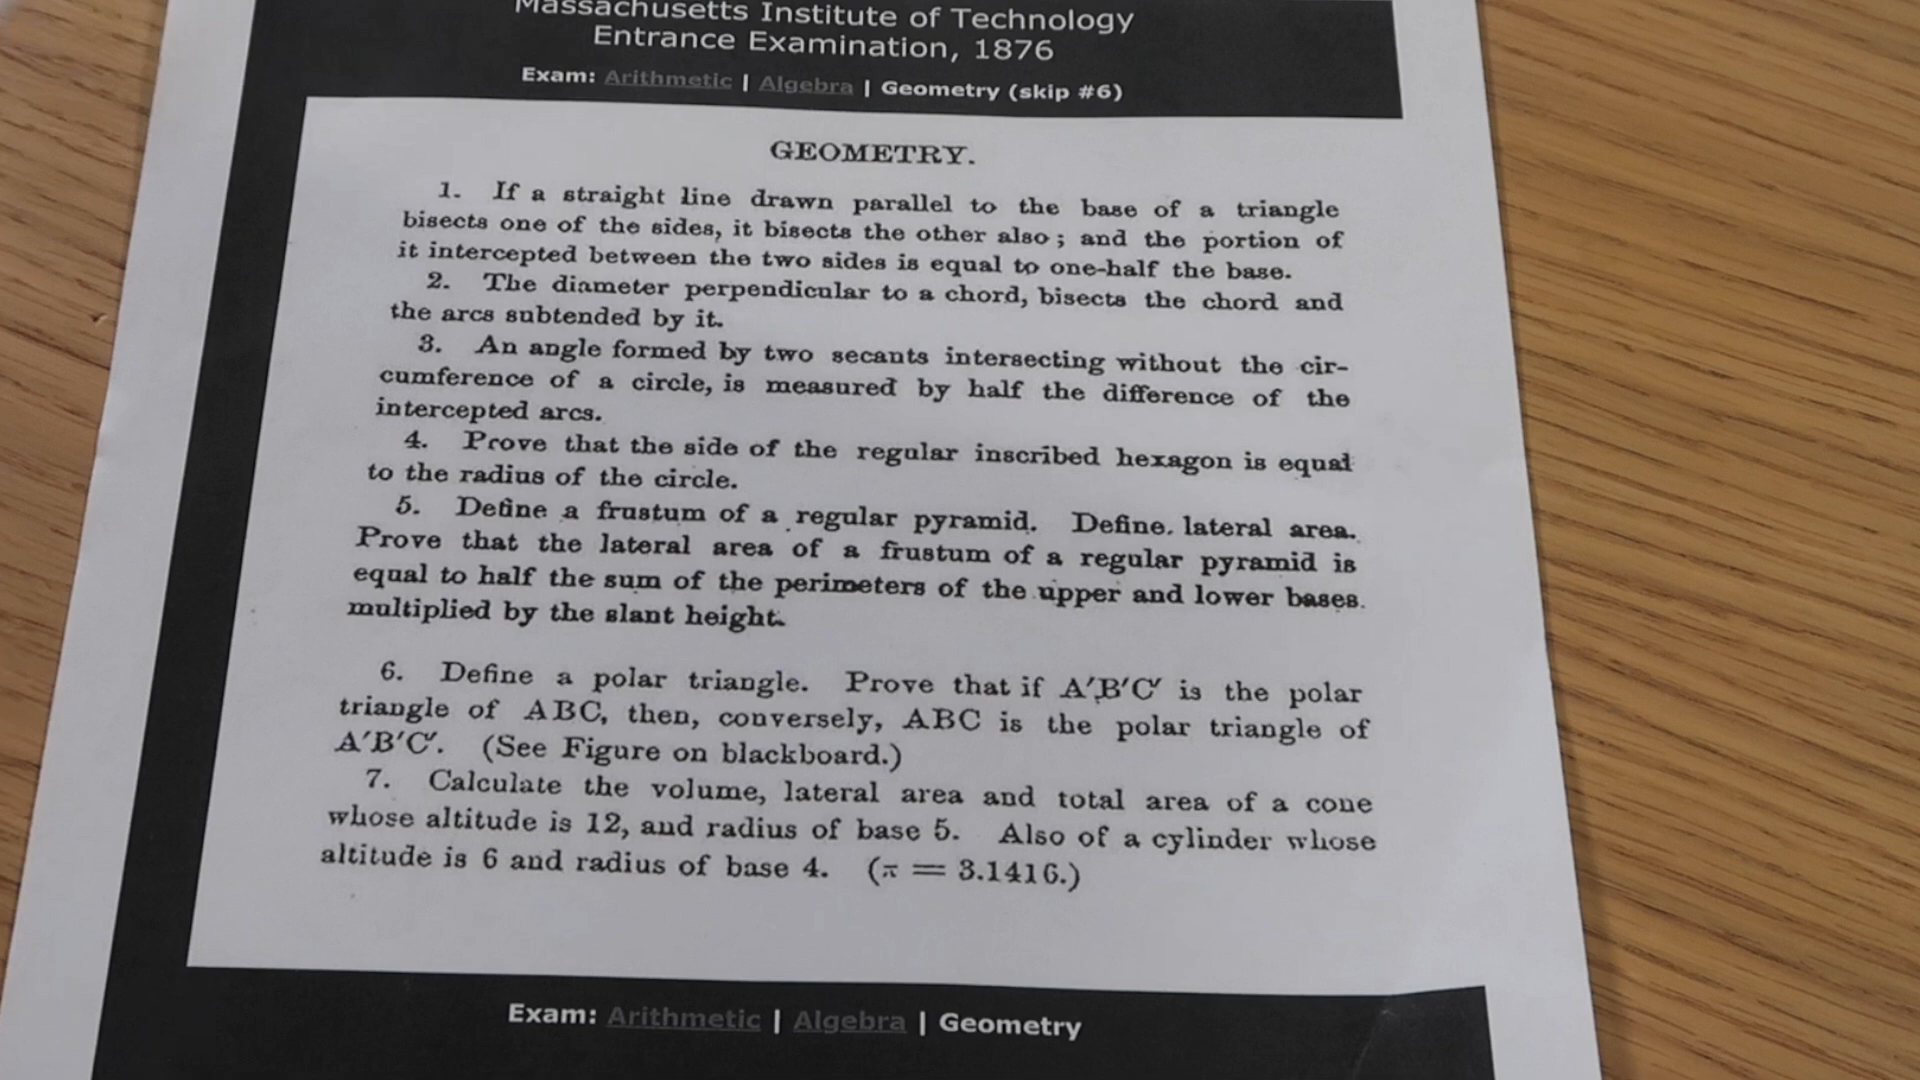 Massachusetts Institute of Technology
Entrance Examination, 1876
Exam: Arithmetic | Algebra | Geometry (skip #6)
GEOMETRY.
1. If a straight line drawn parallel to the base of a triangle
bisects one of the sides, it bisects the other also; and the portion of
it intercepted between the two sides is equal to one-half the base.
2. The diameter perpendicular to a chord, bisects the chord and
the arcs subtended by it.
3. An angle formed by two secants intersecting without the cir-
cumference of a circle, is measured by half the difference of the
intercepted arcs.
4. Prove that the side of the regular inscribed hexagon is equal
to the radius of the circle.
5. Define a frustum of a regular pyramid. Define. lateral area.
Prove that the lateral area of a frustum of a regular pyramid is
equal to half the sum of the perimeters of the upper and lower bases.
multiplied by the slant height.
6. Define a polar triangle. Prove that if A′B′C′ is the polar
triangle of ABC, then, conversely, ABC is the polar triangle of
A′B′C′. (See Figure on blackboard.)
7. Calculate the volume, lateral area and total area of a cone
whose altitude is 12, and radius of base 5. Also of a cylinder whose
altitude is 6 and radius of base 4. (π = 3.1416.)
Exam: Arithmetic | Algebra | Geometry